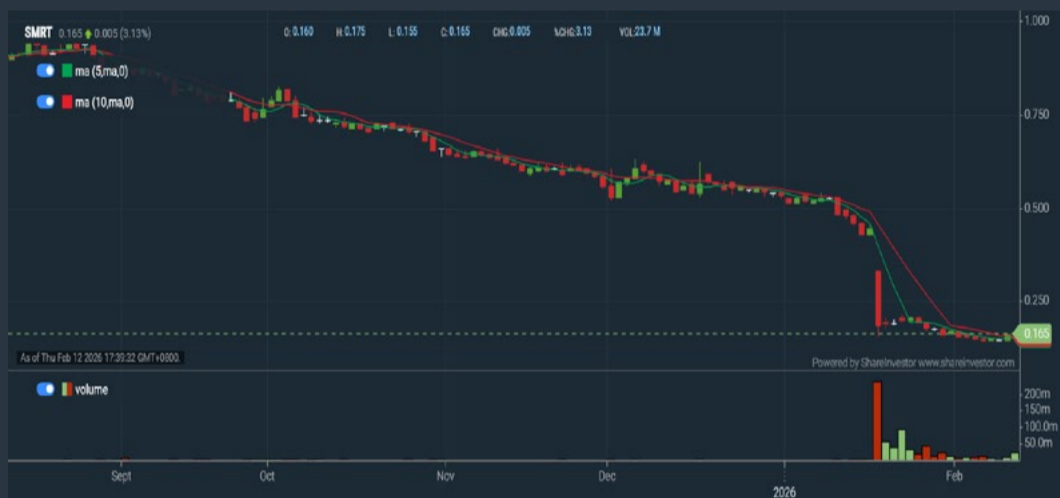 SMRT 0.165 0.005 (3.13%) O: 0.160 H: 0.175 L: 0.155 C: 0.165 CHG: 0.005 %CHG: 3.13 VOL: 23.7 M
ma (5,ma,0)
ma (10,ma,0)
1.000
0.750
0.500
0.250
0.165
As of Thu Feb 12 2026 17:39:32 GMT+0800. Powered by ShareInvestor www.shareinvestor.com
volume
200m
150m
100.0m
50.0m
Sept Oct Nov Dec 2026 Feb